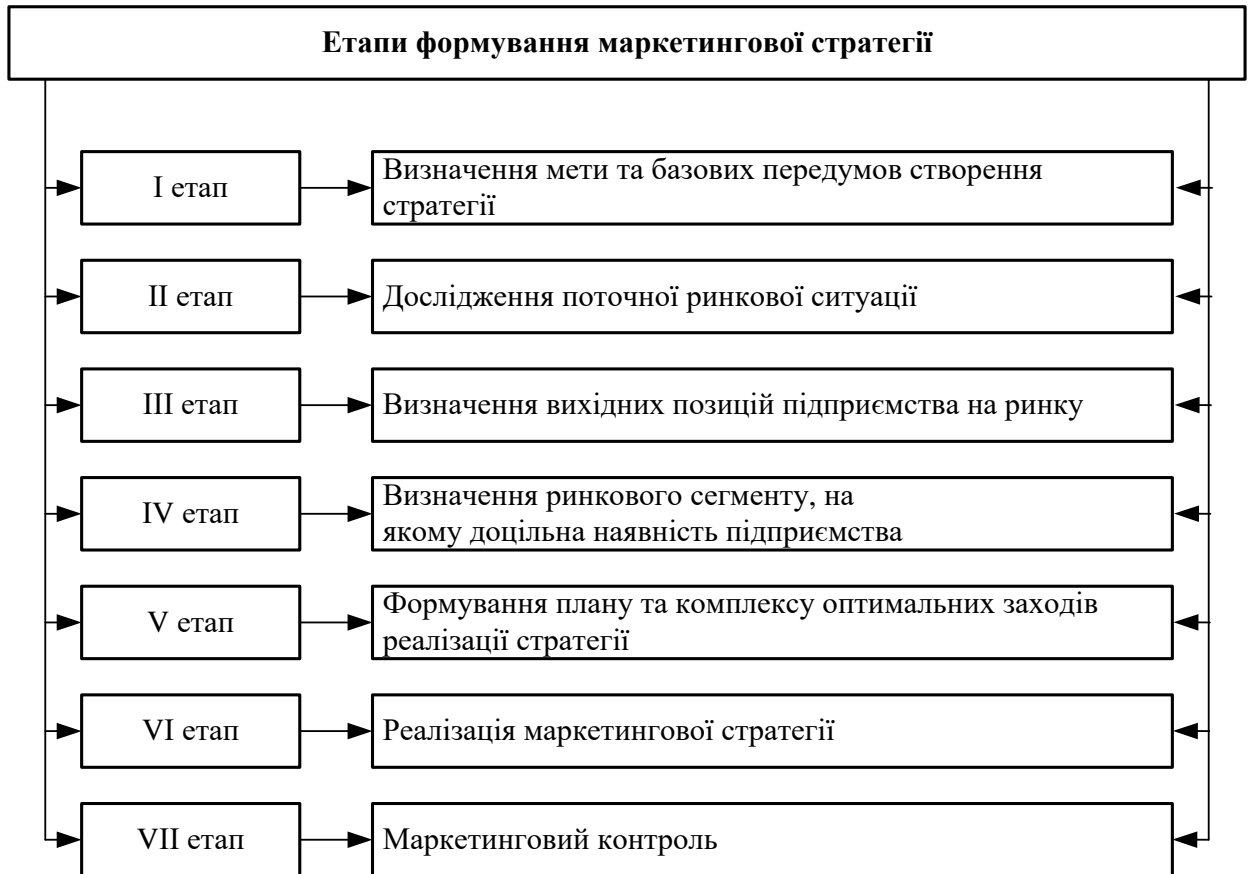 Етапи формування маркетингової стратегії
І етап
Визначення мети та базових передумов створення
стратегії
ІІ етап
Дослідження поточної ринкової ситуації
ІІІ етап
Визначення вихідних позицій підприємства на ринку
IV етап
Визначення ринкового сегменту, на
якому доцільна наявність підприємства
V етап
Формування плану та комплексу оптимальних заходів
реалізації стратегії
VI етап
Реалізація маркетингової стратегії
VII етап
Маркетинговий контроль